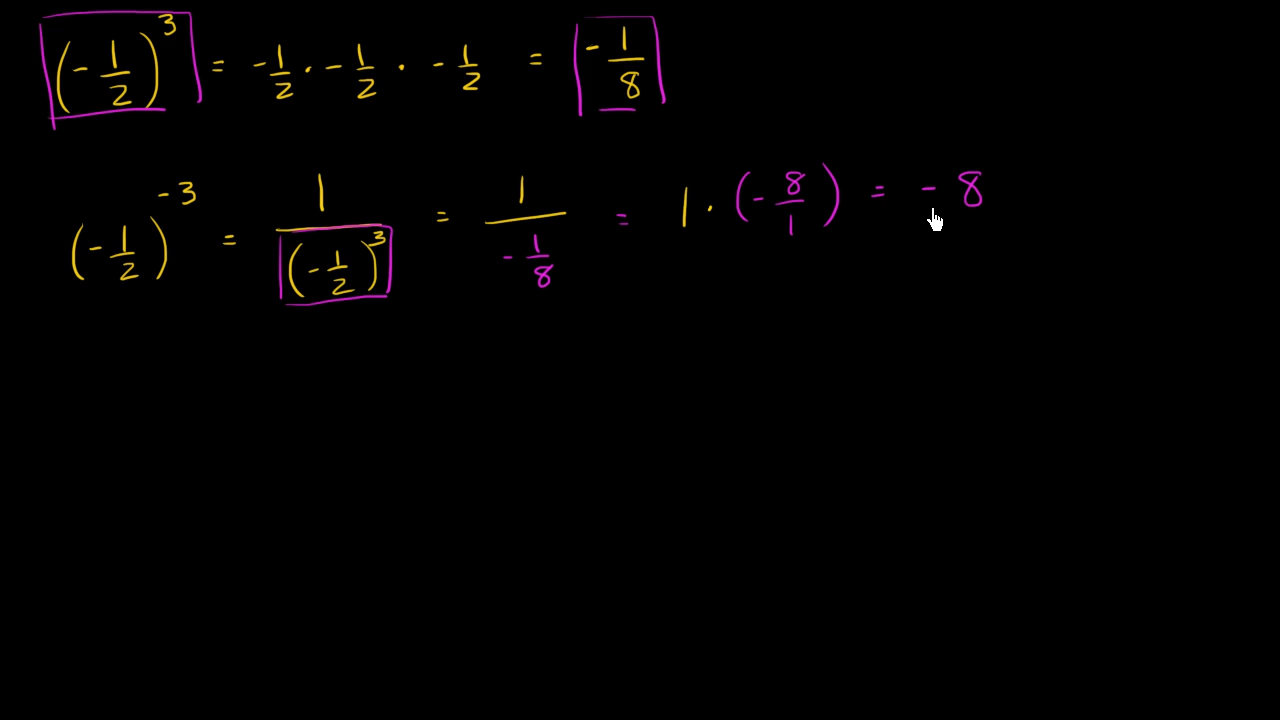 (-1/2)^3 = -1/2 · -1/2 · -1/2 = -1/8
(-1/2)^-3 = 1/(-1/2)^3 = 1/(-1/8) = 1 · (-8/1) = -8